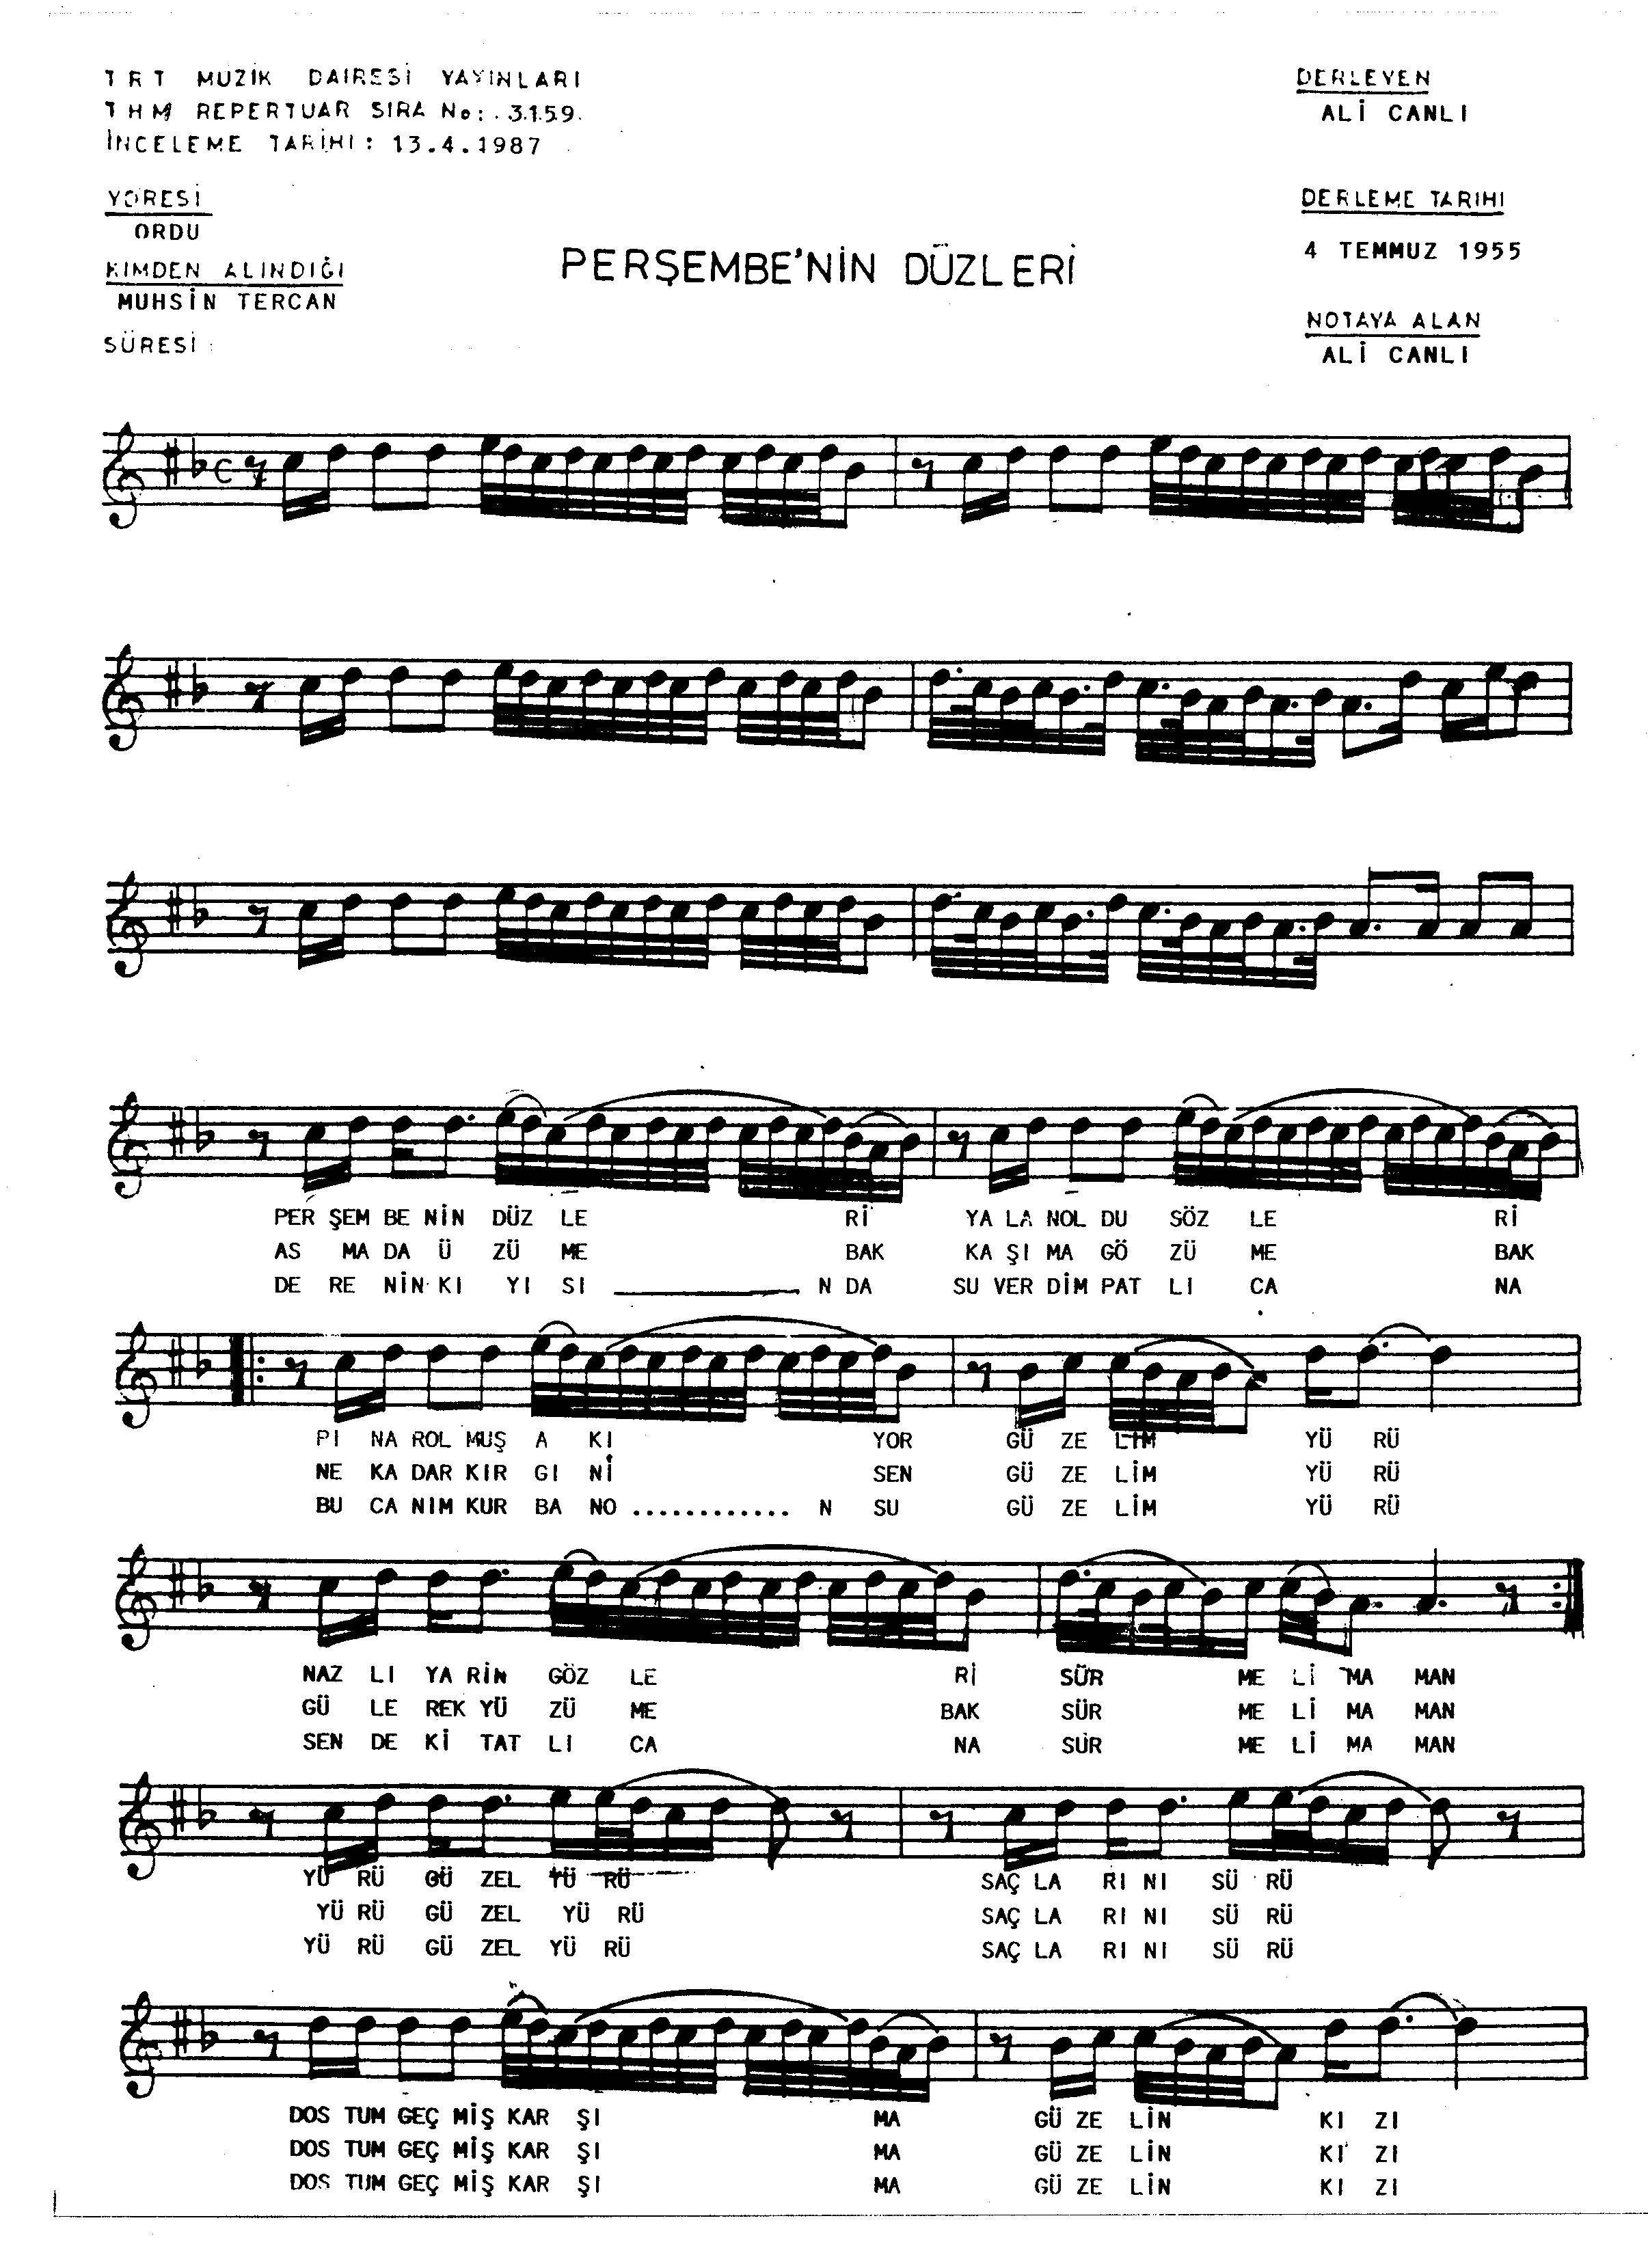 TRT MUZİK DAİRESİ YAYINLARI
THM REPERTUAR SIRA No: 3159
İNCELEME TARİHİ: 13.4.1987
DERLEYEN
ALİ CANLI
YÖRESİ
ORDU
KIMDEN ALINDIĞI
MUHSİN TERCAN
SÜRESİ :
PERŞEMBE'NİN DÜZLERİ
DERLEME TARIHI
4 TEMMUZ 1955
NOTAYA ALAN
ALİ CANLI
PER ŞEM BE NİN DÜZ LE Rİ YA LA NOL DU SÖZ LE Rİ
AS MA DA Ü ZÜ ME BAK KA ŞI MA GÖ ZÜ ME BAK
DE RE NİN KI YI SI N DA SU VER DİM PAT LI CA NA
PI NA ROL MUŞ A KI YOR GÜ ZE LİM YÜ RÜ
NE KA DAR KIR GI Nİ SEN GÜ ZE LİM YÜ RÜ
BU CA NIM KUR BA NO ............ N SU GÜ ZE LİM YÜ RÜ
NAZ LI YA RİN GÖZ LE Rİ SÜR ME Lİ MA MAN
GÜ LE REK YÜ ZÜ ME BAK SÜR ME Lİ MA MAN
SEN DE Kİ TAT LI CA NA SÜR ME Lİ MA MAN
YÜ RÜ GÜ ZEL YÜ RÜ SAÇ LA RI NI SÜ RÜ
YÜ RÜ GÜ ZEL YÜ RÜ SAÇ LA RI NI SÜ RÜ
YÜ RÜ GÜ ZEL YÜ RÜ SAÇ LA RI NI SÜ RÜ
DOS TUM GEÇ MİŞ KAR ŞI MA GÜ ZE LİN KI ZI
DOS TUM GEÇ MİŞ KAR ŞI MA GÜ ZE LİN KI ZI
DOS TUM GEÇ MİŞ KAR ŞI MA GÜ ZE LİN KI ZI